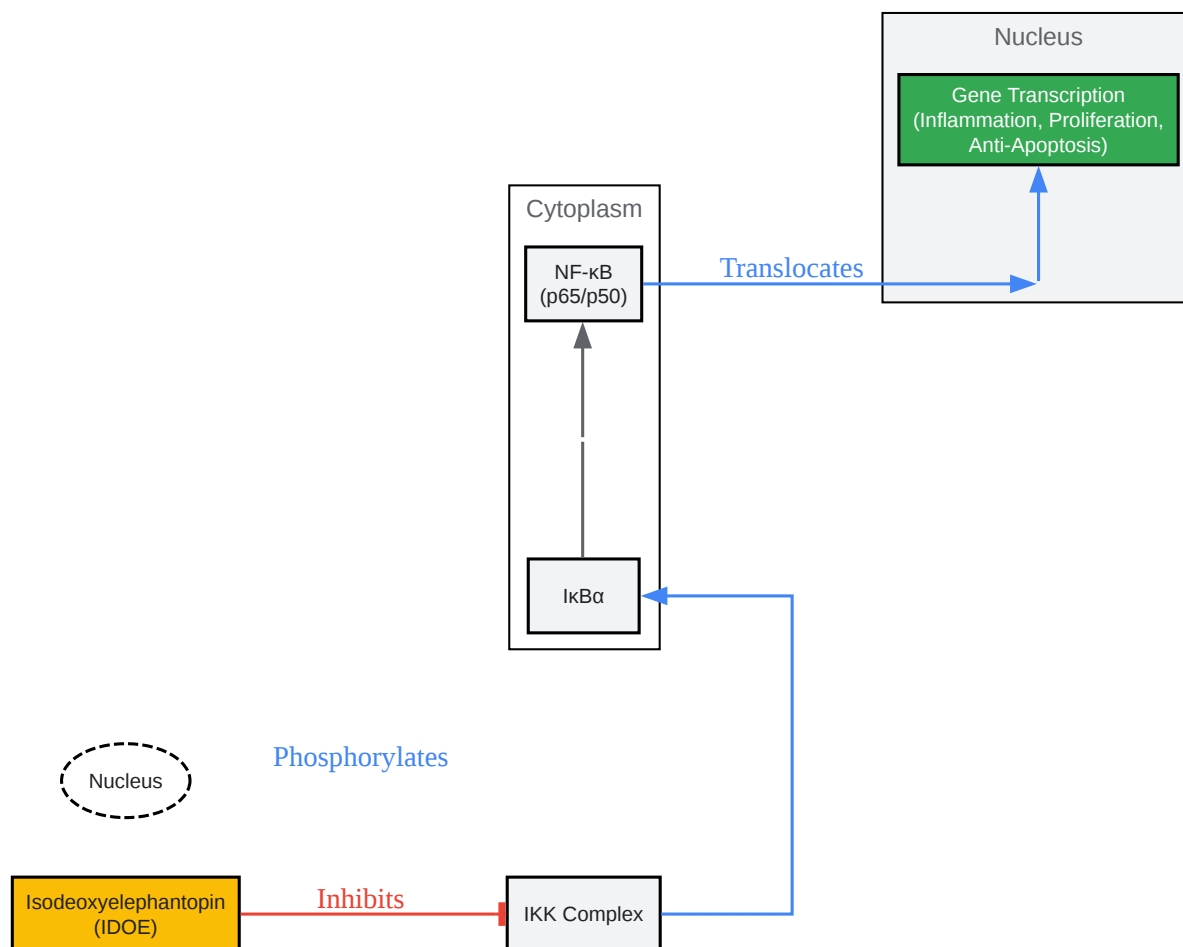 Nucleus
Gene Transcription
(Inflammation, Proliferation,
Anti-Apoptosis)
Cytoplasm
NF-κB
(p65/p50)
Translocates
IκBα
Phosphorylates
Nucleus
Isodeoxyelephantopin
(IDOE)
Inhibits
IKK Complex